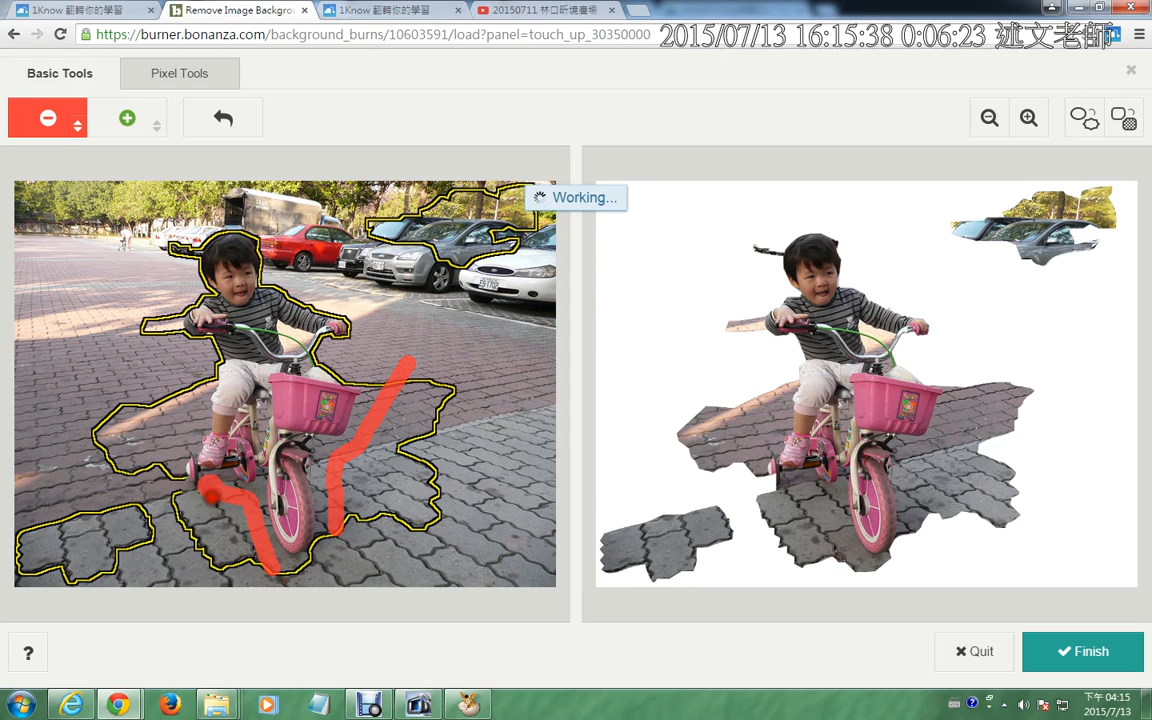 1Know 翻轉你的學習
Remove Image Backgro
1Know 翻轉你的學習
20150711 林口昕境廣場
https://burner.bonanza.com/background_burns/10603591/load?panel=touch_up_30350000
2015/07/13 16:15:38 0:06:23 述文老師
Basic Tools
Pixel Tools
Working...
?
Quit
Finish
下午 04:15
2015/7/13